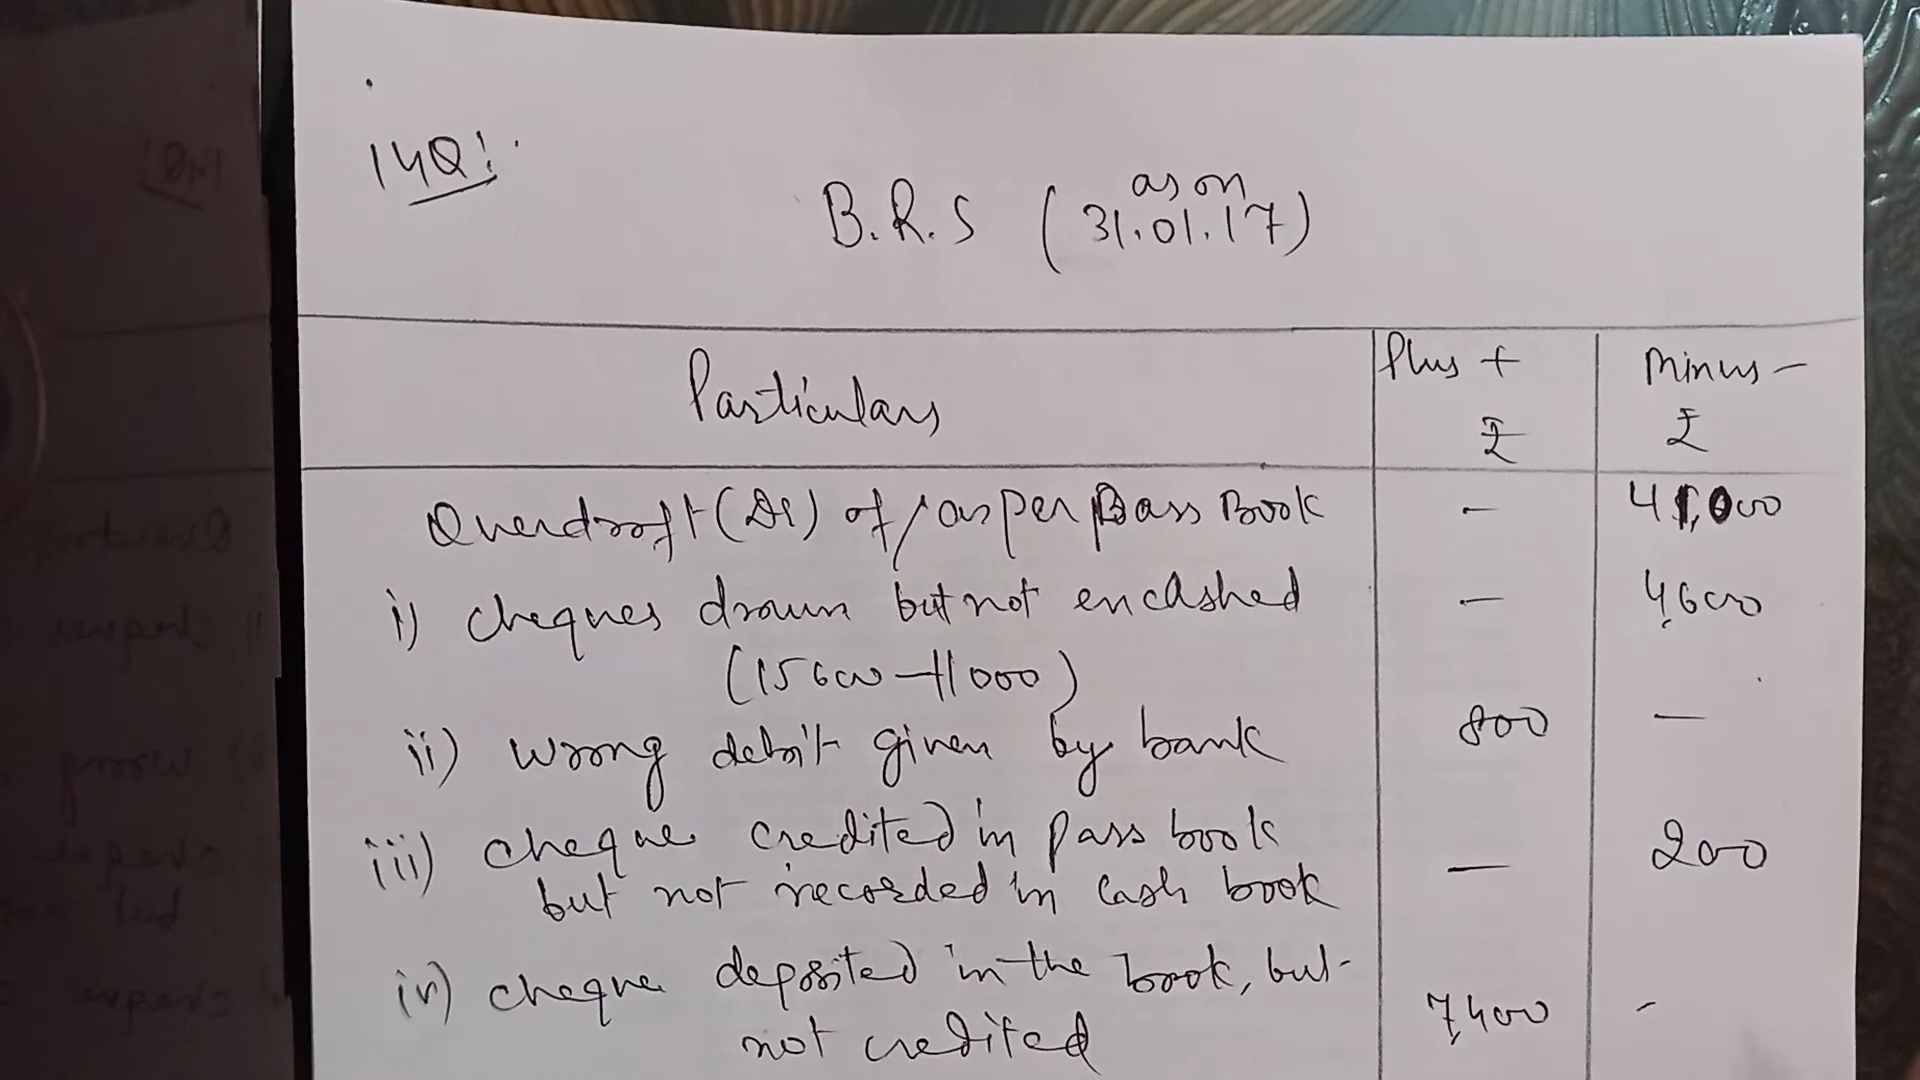 14Q:
B.R.S (as on 31.01.17)
Particulars
Plus +
₹
Minus -
₹
Overdraft (Dr) of/as per Pass Book - 41,000
i) cheques drawn but not encashed - 4,600
(15600-11000)
ii) wrong debit given by bank 800 -
iii) cheque credited in pass book
but not recorded in cash book - 200
iv) cheque deposited in the book, but
not credited 7,400 -